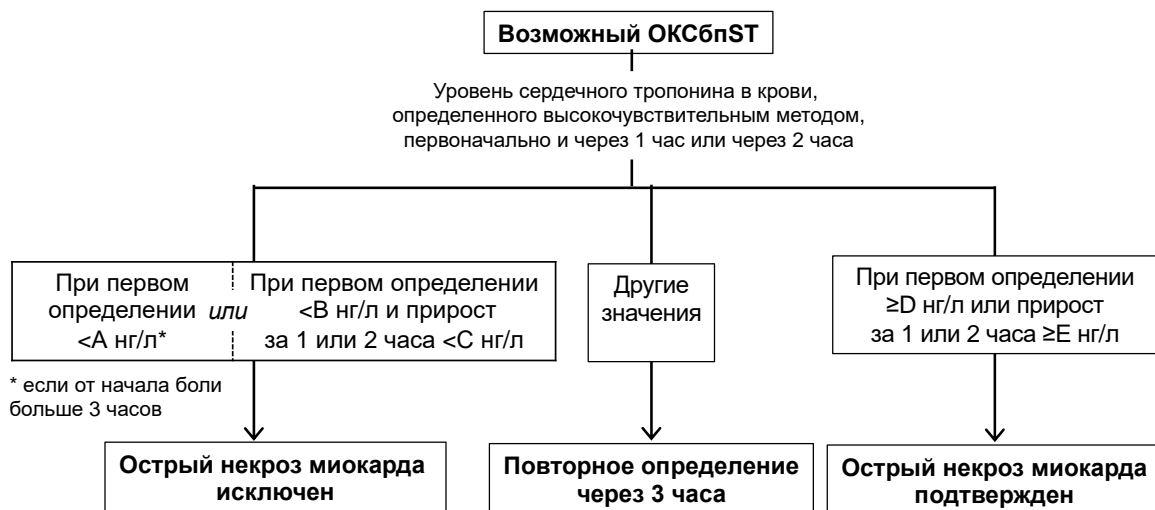 Возможный ОКСбпST
Уровень сердечного тропонина в крови,
определенного высокочувствительным методом,
первоначально и через 1 час или через 2 часа
При первом
определении
<A нг/л*
или
При первом определении
<B нг/л и прирост
за 1 или 2 часа <C нг/л
* если от начала боли
больше 3 часов
Другие
значения
При первом определении
≥D нг/л или прирост
за 1 или 2 часа ≥E нг/л
Острый некроз миокарда
исключен
Повторное определение
через 3 часа
Острый некроз миокарда
подтвержден